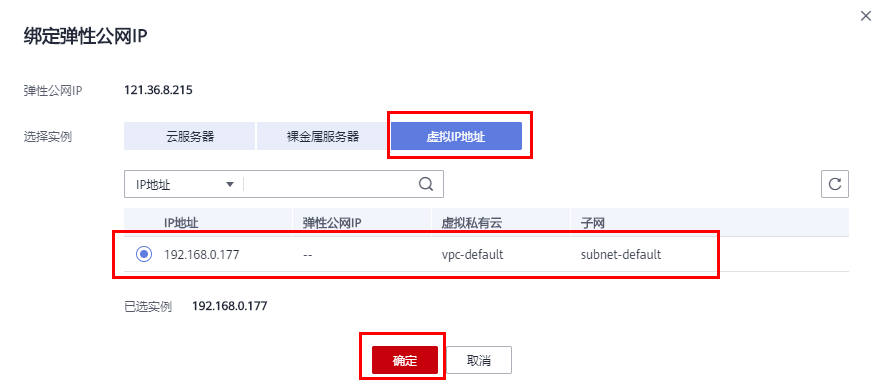 绑定弹性公网IP
弹性公网IP 121.36.8.215
选择实例 云服务器 裸金属服务器 虚拟IP地址
IP地址
IP地址 弹性公网IP 虚拟私有云 子网
192.168.0.177 -- vpc-default subnet-default
已选实例 192.168.0.177
确定 取消